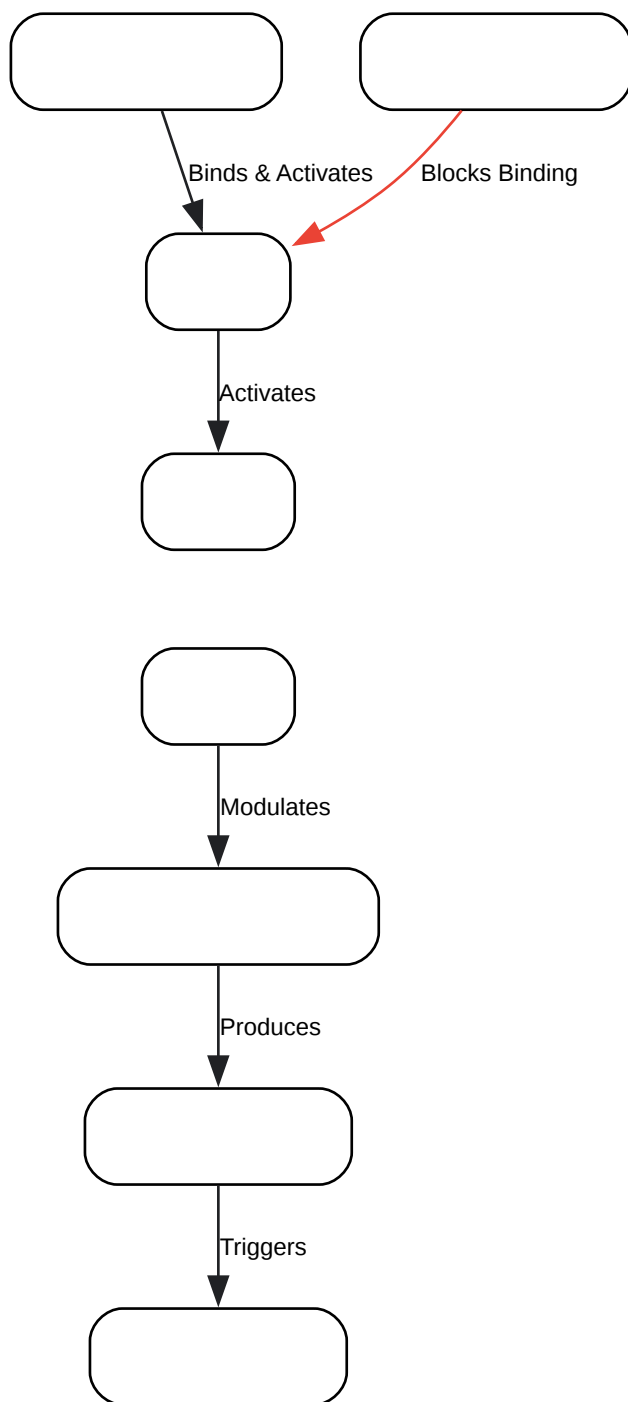 Binds & Activates
Blocks Binding
Activates
Modulates
Produces
Triggers